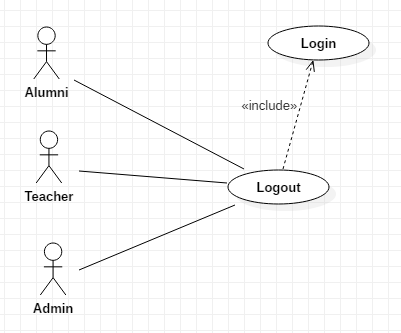 Login
Alumni
«include»
Teacher
Logout
Admin